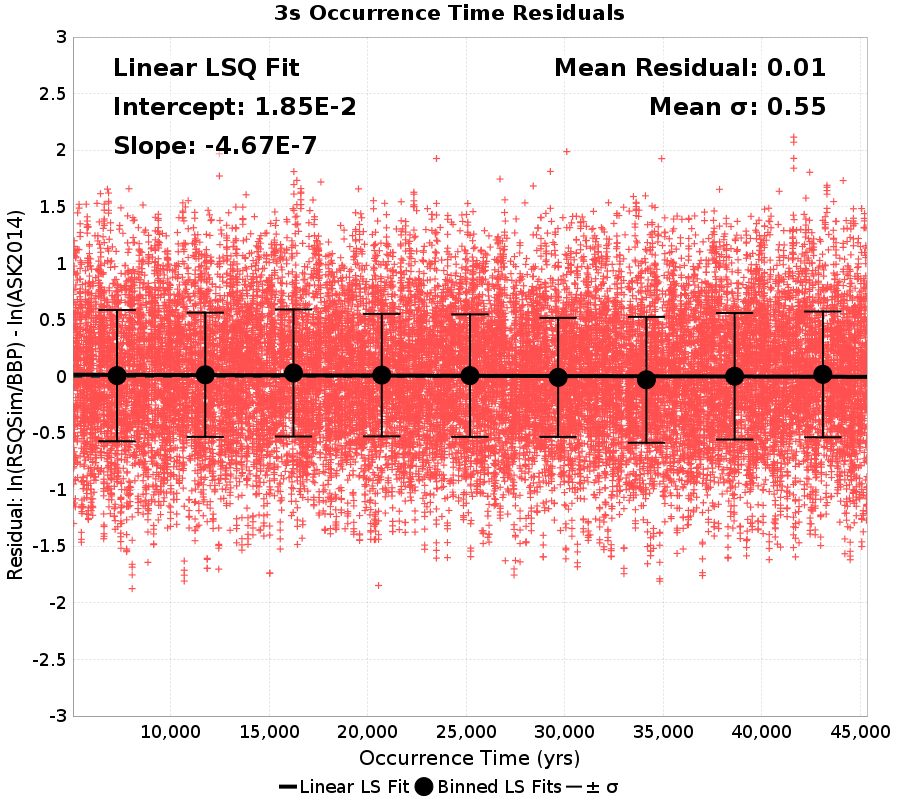 3s Occurrence Time Residuals
Linear LSQ Fit
Intercept: 1.85E-2
Slope: -4.67E-7
Mean Residual: 0.01
Mean σ: 0.55
Residual: ln(RSQSim/BBP) - ln(ASK2014)
3
2.5
2
1.5
1
0.5
0
-0.5
-1
-1.5
-2
-2.5
-3
10,000 15,000 20,000 25,000 30,000 35,000 40,000 45,000
Occurrence Time (yrs)
Linear LS Fit Binned LS Fits ± σ